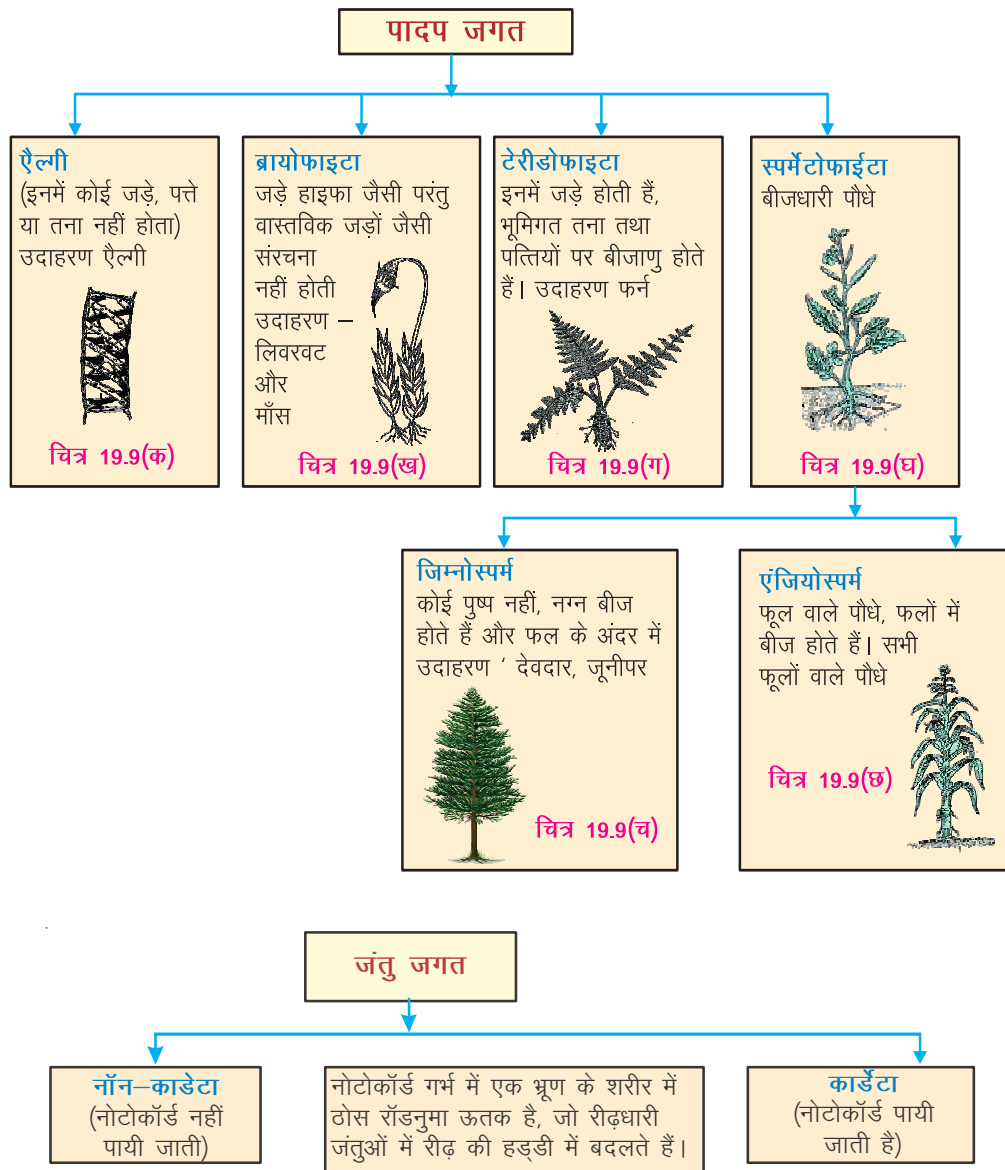 पादप जगत
ऐल्गी
(इनमें कोई जड़े, पत्ते
या तना नहीं होता)
उदाहरण ऐल्गी
चित्र 19.9(क)
ब्रायोफाइटा
जड़े हाइफा जैसी परंतु
वास्तविक जड़ों जैसी
संरचना
नहीं होती
उदाहरण –
लिवरवट
और
माँस
चित्र 19.9(ख)
टेरीडोफाइटा
इनमें जड़े होती हैं,
भूमिगत तना तथा
पत्तियों पर बीजाणु होते
हैं। उदाहरण फर्न
चित्र 19.9(ग)
स्पर्मेटोफाईटा
बीजधारी पौधे
चित्र 19.9(घ)
जिम्नोस्पर्म
कोई पुष्प नहीं, नग्न बीज
होते हैं और फल के अंदर में
उदाहरण ' देवदार, जूनीपर
चित्र 19.9(च)
एंजियोस्पर्म
फूल वाले पौधे, फलों में
बीज होते हैं। सभी
फूलों वाले पौधे
चित्र 19.9(छ)
जंतु जगत
नॉन–काडेटा
(नोटोकॉर्ड नहीं
पायी जाती)
नोटोकॉर्ड गर्भ में एक भ्रूण के शरीर में
ठोस रॉडनुमा ऊतक है, जो रीढ़धारी
जंतुओं में रीढ़ की हड्डी में बदलते हैं।
कार्डेटा
(नोटोकॉर्ड पायी
जाती है)